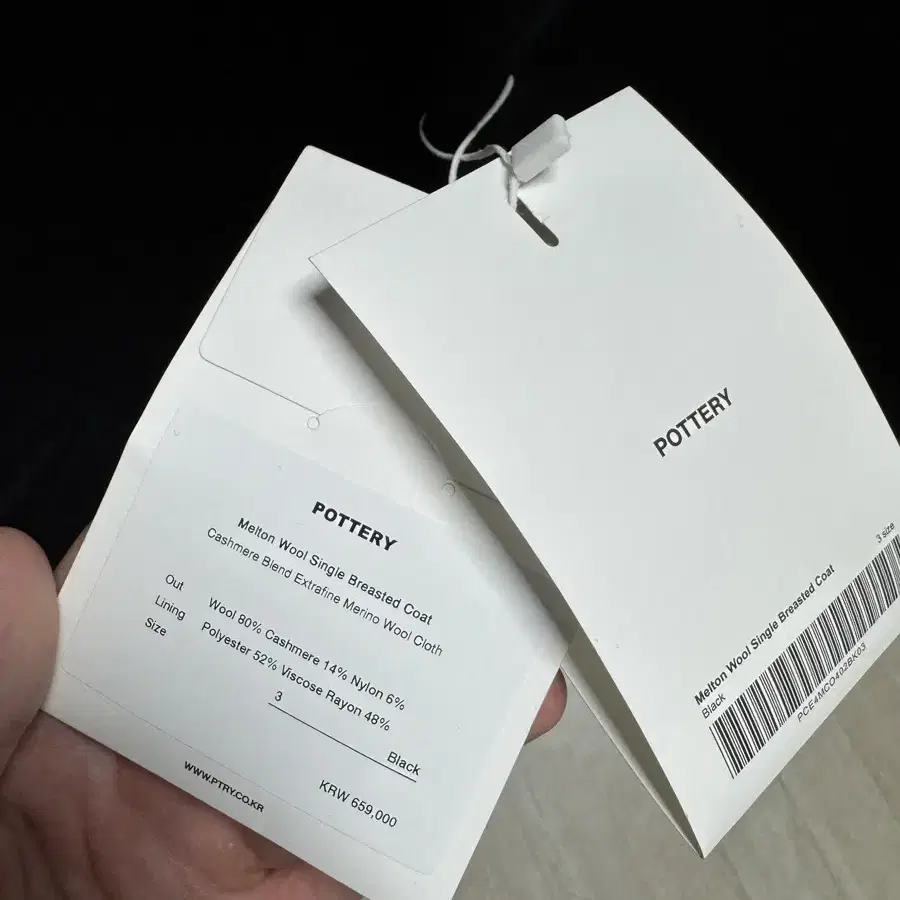 POTTERY
Melton Wool Single Breasted Coat
Cashmere Blend Extrafine Merino Wool Cloth
Out Wool 80% Cashmere 14% Nylon 6%
Lining Polyester 52% Viscose Rayon 48%
Size 3
Black
KRW 659,000
WWW.PTRY.CO.KR
POTTERY
3 size
Melton Wool Single Breasted Coat
Black
PCE4MCO402BK03